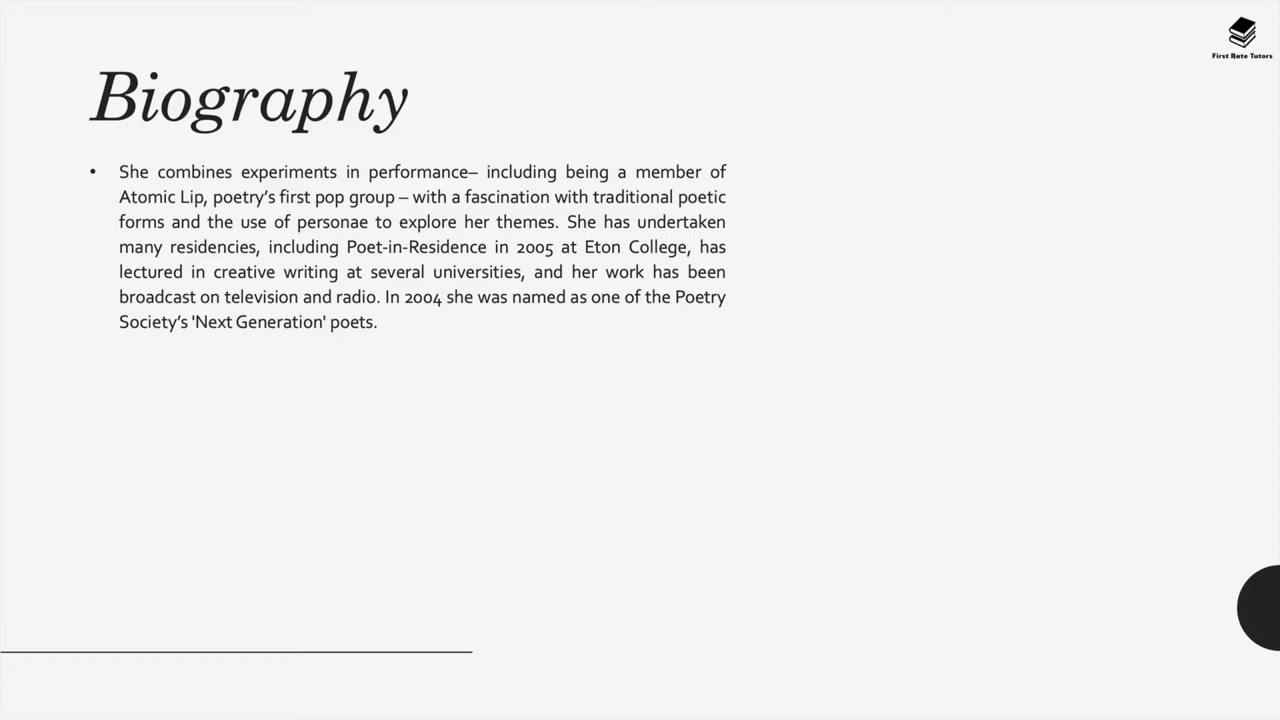 First Rate Tutors
Biography
• She combines experiments in performance– including being a member of
Atomic Lip, poetry’s first pop group – with a fascination with traditional poetic
forms and the use of personae to explore her themes. She has undertaken
many residencies, including Poet-in-Residence in 2005 at Eton College, has
lectured in creative writing at several universities, and her work has been
broadcast on television and radio. In 2004 she was named as one of the Poetry
Society’s 'Next Generation' poets.